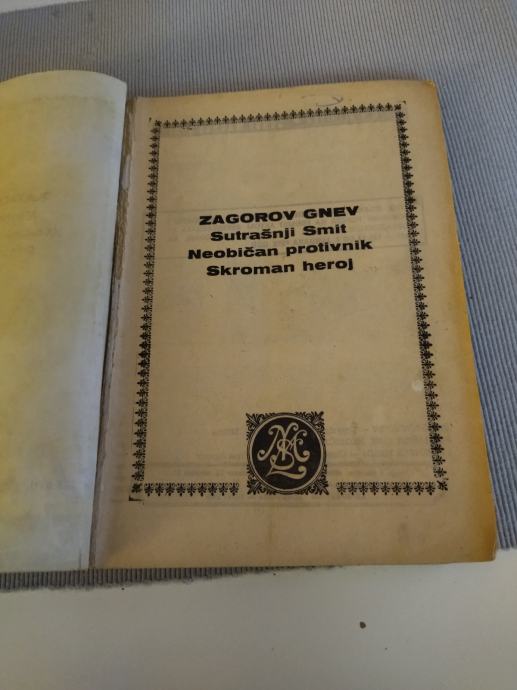 ZAGOROV GNEV
Sutrašnji Smit
Neobičan protivnik
Skroman heroj